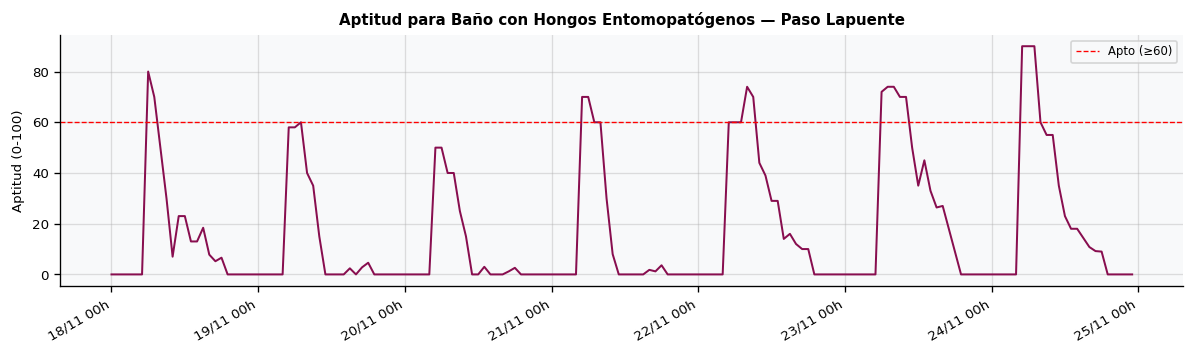 Aptitud para Baño con Hongos Entomopatógenos — Paso Lapuente
Apto (≥60)
Aptitud (0-100)
80
60
40
20
0
18/11 00h
19/11 00h
20/11 00h
21/11 00h
22/11 00h
23/11 00h
24/11 00h
25/11 00h